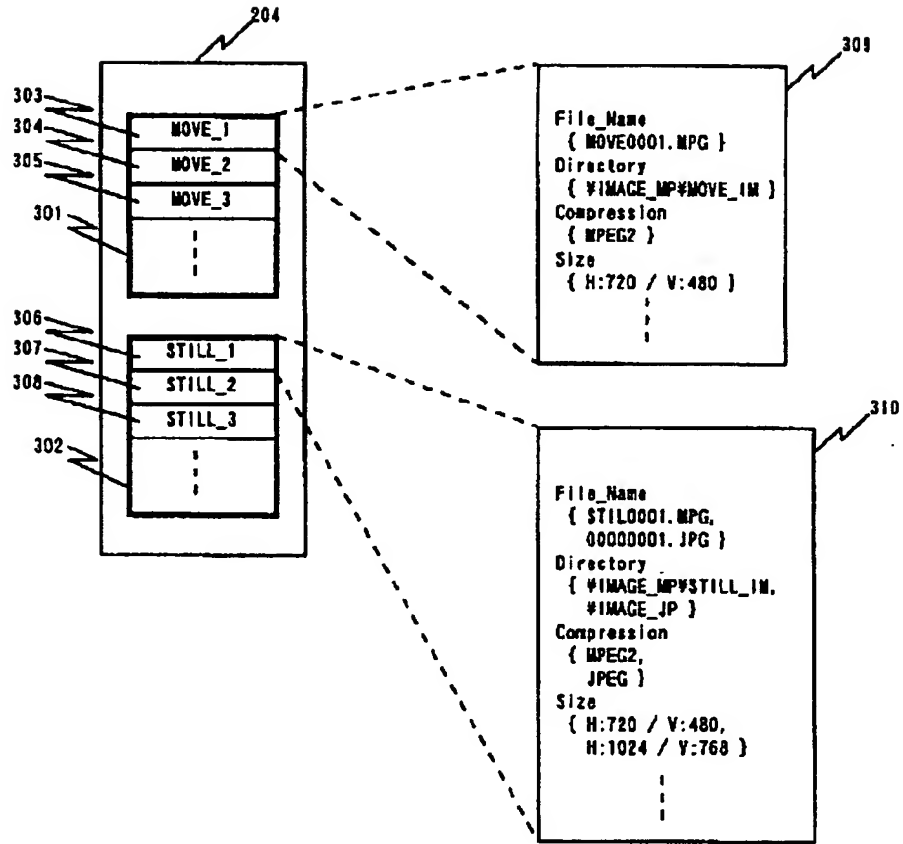 204
303
304
305
301
MOVE_1
MOVE_2
MOVE_3
306
307
308
302
STILL_1
STILL_2
STILL_3
309
File_Name
{ MOVE0001.MPG }
Directory
{ ¥IMAGE_MP¥MOVE_IM }
Compression
{ MPEG2 }
Size
{ H:720 / V:480 }
310
File_Name
{ STIL0001.MPG,
00000001.JPG }
Directory
{ ¥IMAGE_MP¥STILL_IM,
¥IMAGE_JP }
Compression
{ MPEG2,
JPEG }
Size
{ H:720 / V:480,
H:1024 / V:768 }